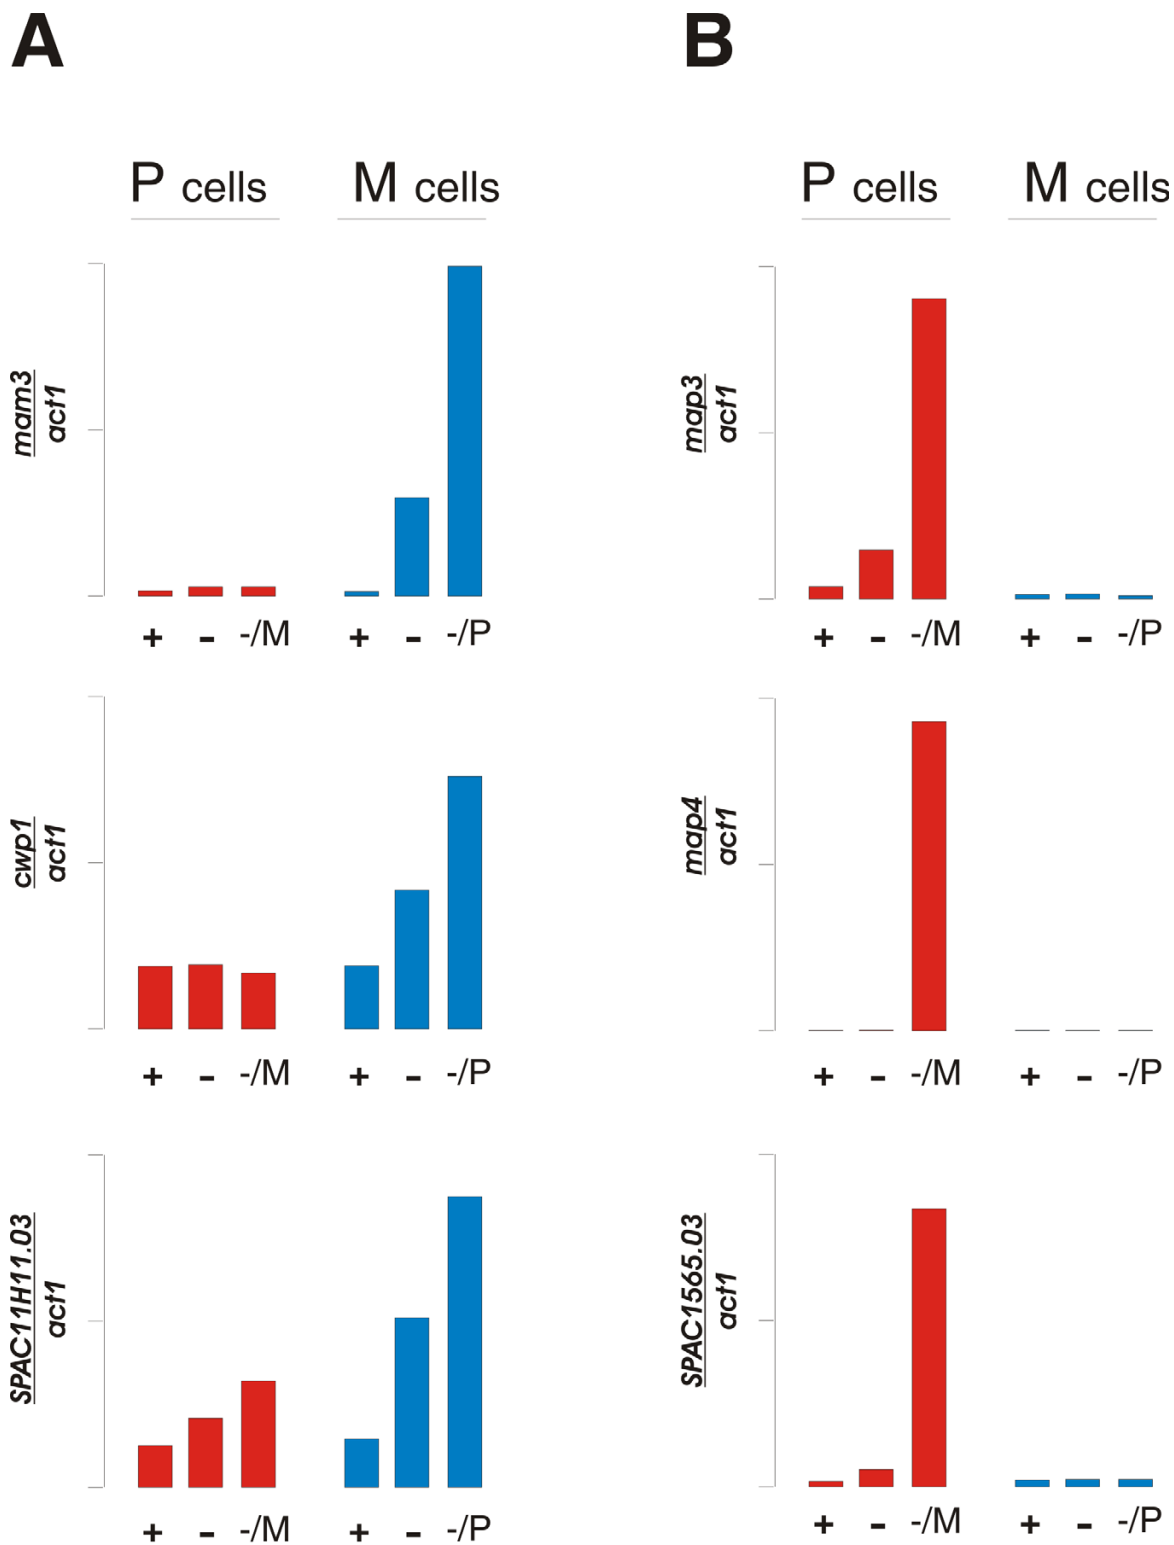 A
B
P cells M cells
P cells M cells
mam3
act1
+ - -/M + - -/P
map3
act1
+ - -/M + - -/P
cwp1
act1
+ - -/M + - -/P
map4
act1
+ - -/M + - -/P
SPAC11H11.03
act1
+ - -/M + - -/P
SPAC1565.03
act1
+ - -/M + - -/P